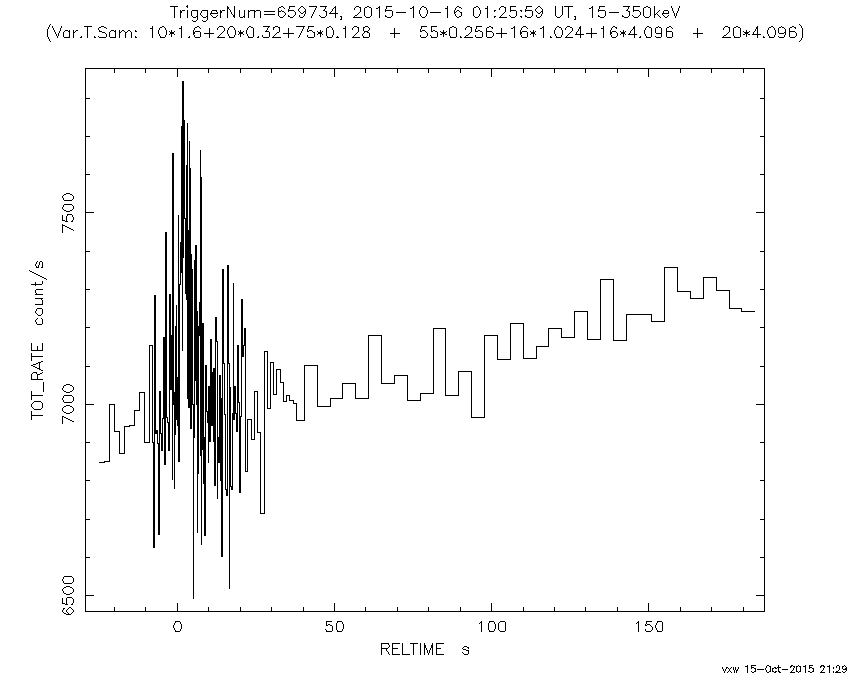 TriggerNum=659734, 2015-10-16 01:25:59 UT, 15-350keV
(Var.T.Sam: 10*1.6+20*0.32+75*0.128 + 55*0.256+16*1.024+16*4.096 + 20*4.096)
7500
7000
6500
TOT_RATE count/s
0 50 100 150
RELTIME s
vxw 15-Oct-2015 21:29